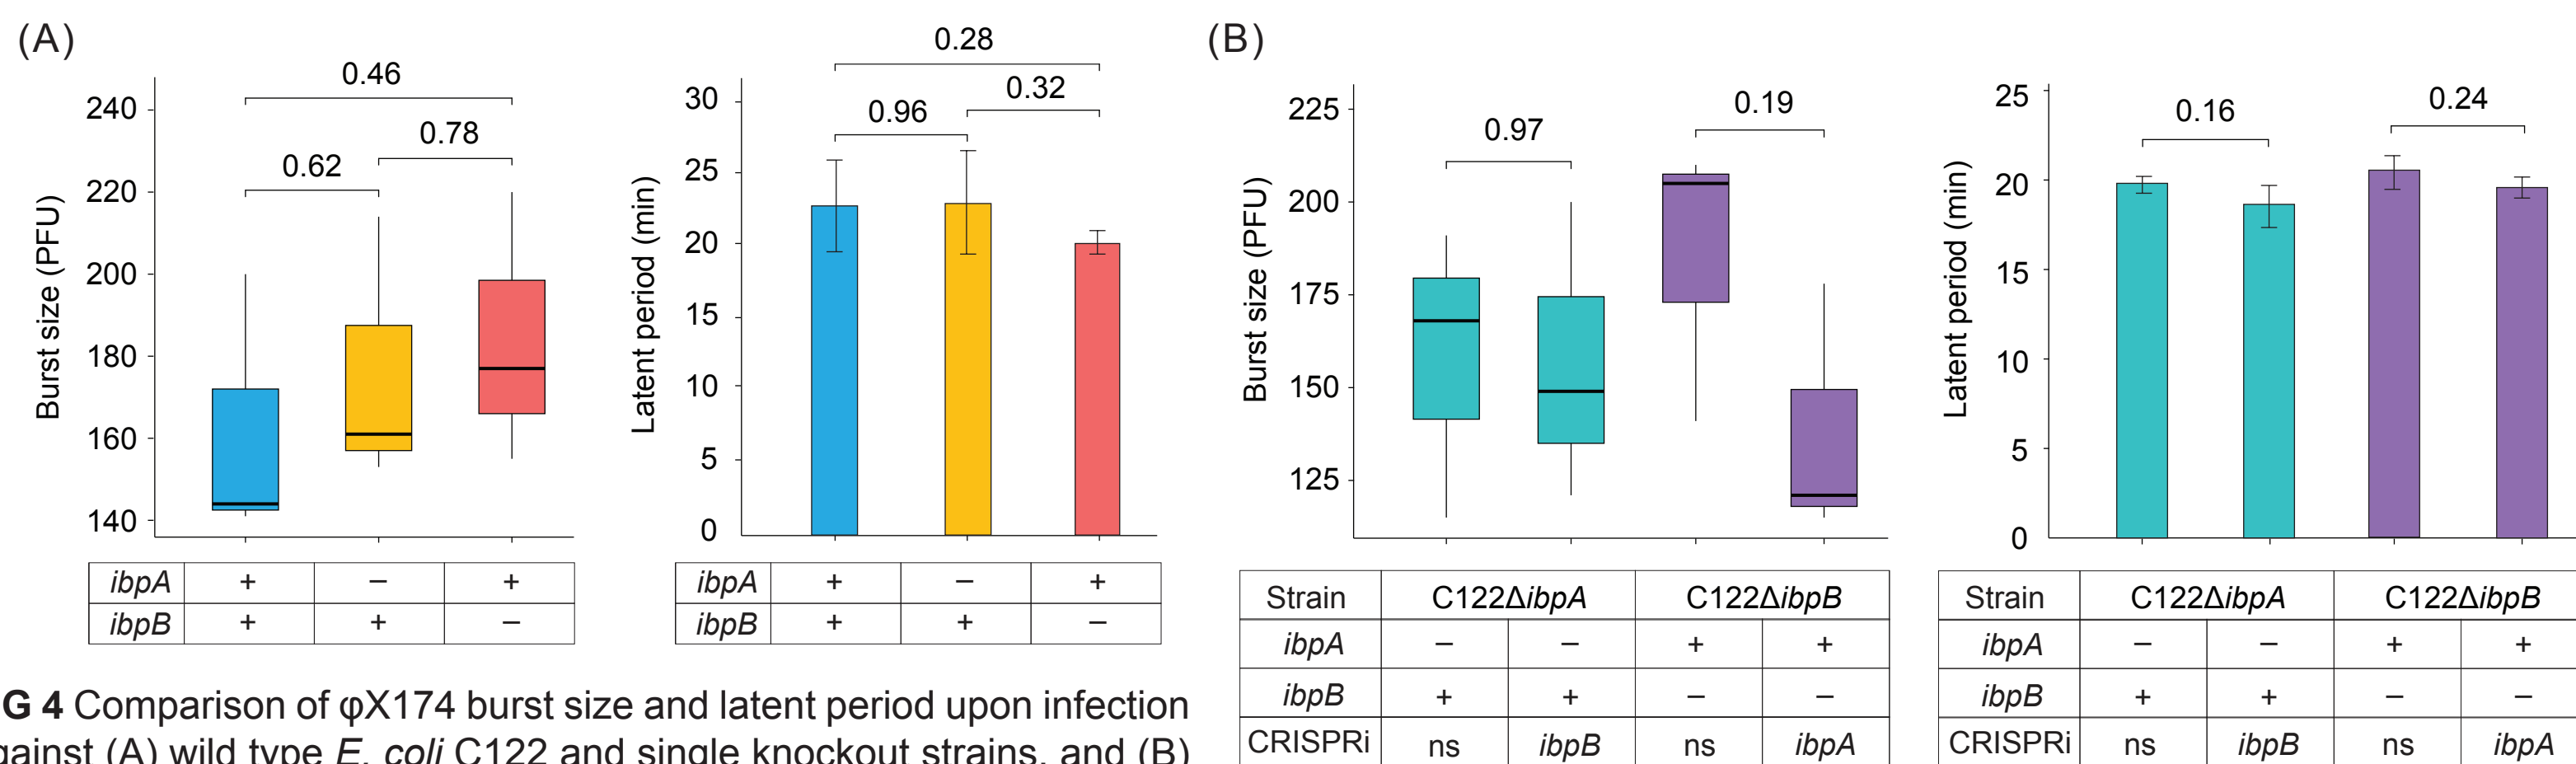 (A)
0.46
0.78
0.62
240
220
200
180
160
140
Burst size (PFU)
ibpA + − +
ibpB + + −
0.28
0.32
0.96
30
25
20
15
10
5
0
Latent period (min)
ibpA + − +
ibpB + + −
G 4 Comparison of φX174 burst size and latent period upon infection
gainst (A) wild type E. coli C122 and single knockout strains, and (B)
(B)
0.97
0.19
225
200
175
150
125
Burst size (PFU)
Strain C122ΔibpA C122ΔibpB
ibpA − − + +
ibpB + + − −
CRISPRi ns ibpB ns ibpA
0.16
0.24
25
20
15
10
5
0
Latent period (min)
Strain C122ΔibpA C122ΔibpB
ibpA − − + +
ibpB + + − −
CRISPRi ns ibpB ns ibpA